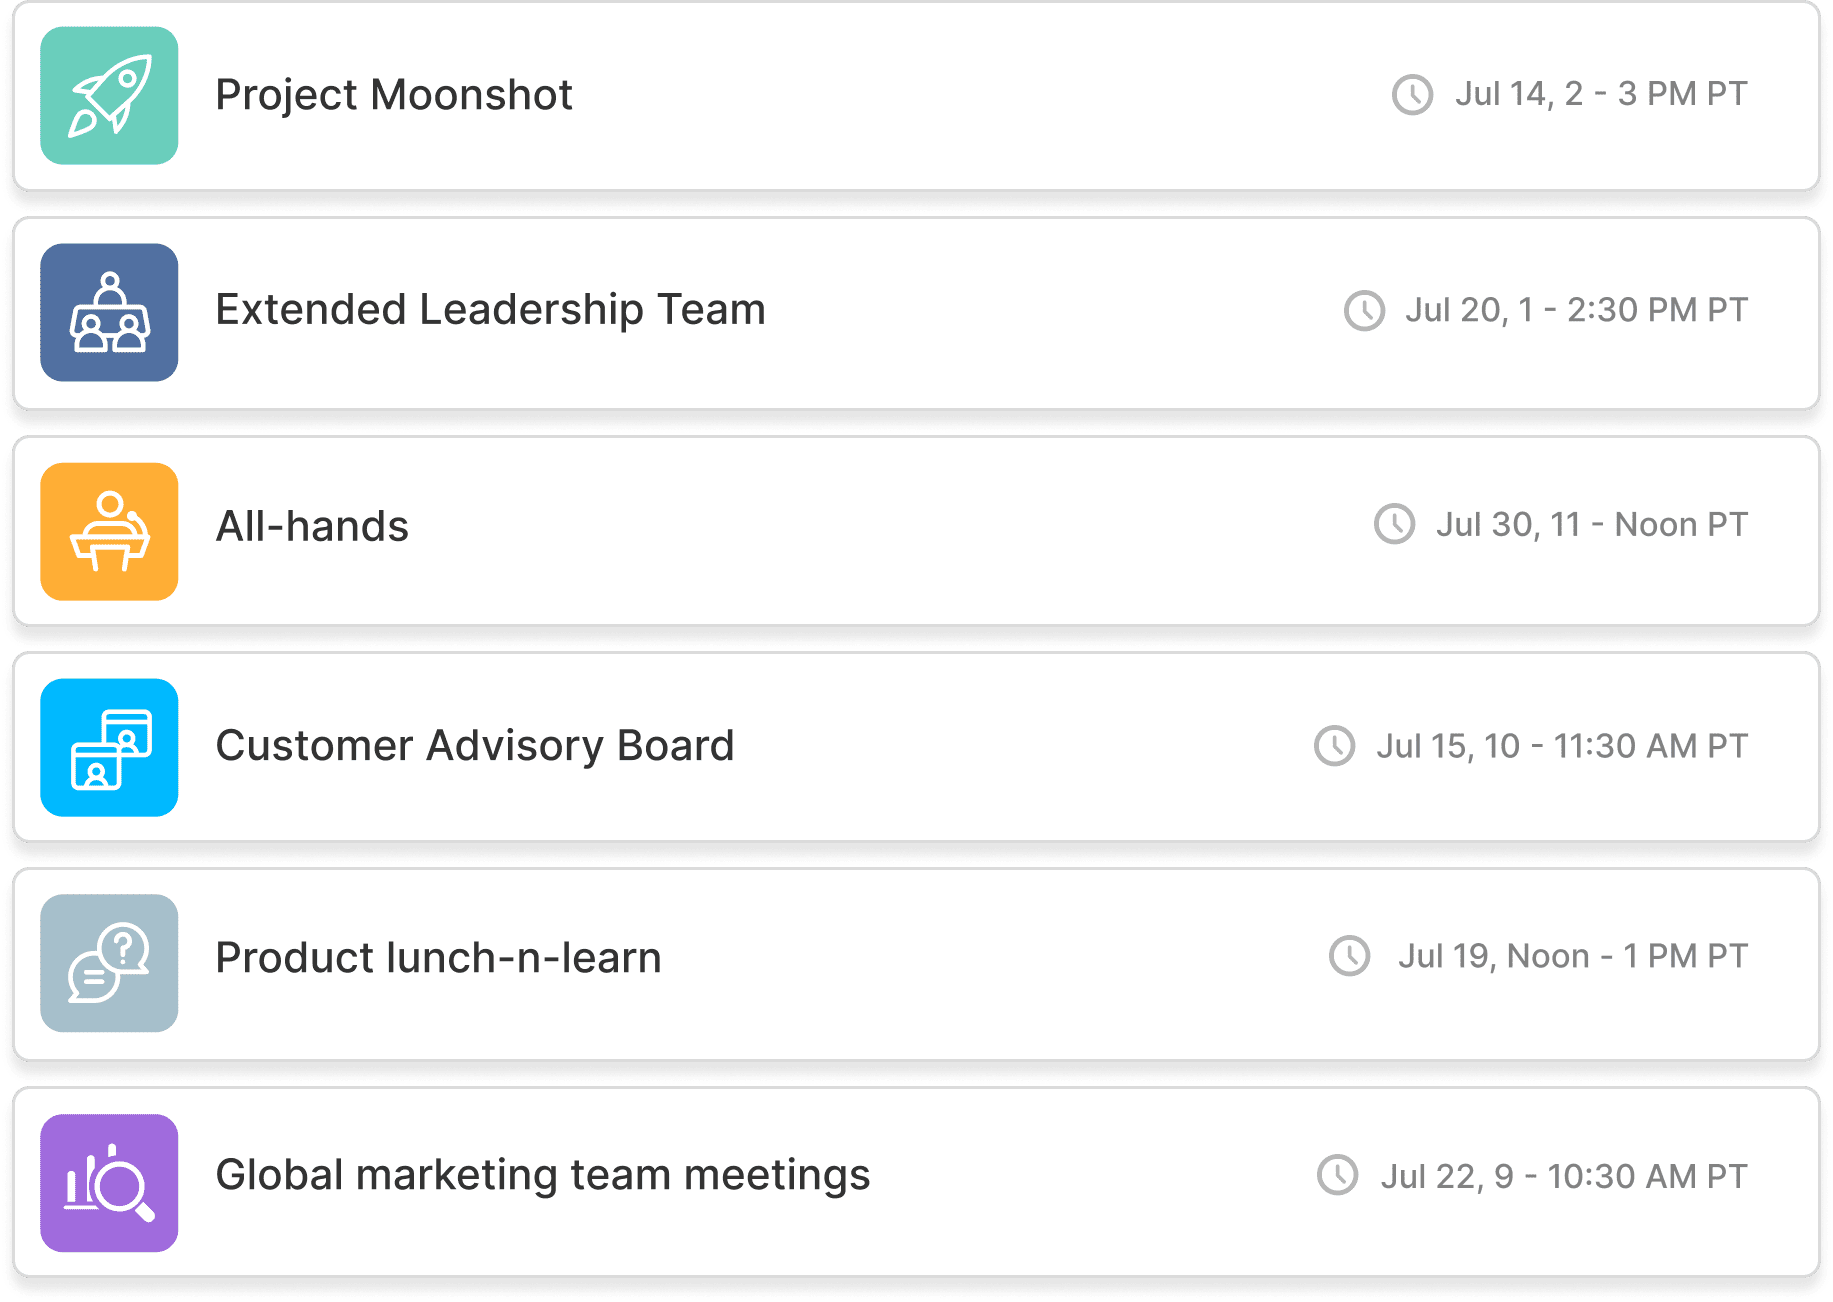 Project Moonshot
Jul 14, 2 - 3 PM PT
Extended Leadership Team
Jul 20, 1 - 2:30 PM PT
All-hands
Jul 30, 11 - Noon PT
Customer Advisory Board
Jul 15, 10 - 11:30 AM PT
?
Product lunch-n-learn
Jul 19, Noon - 1 PM PT
Global marketing team meetings
Jul 22, 9 - 10:30 AM PT